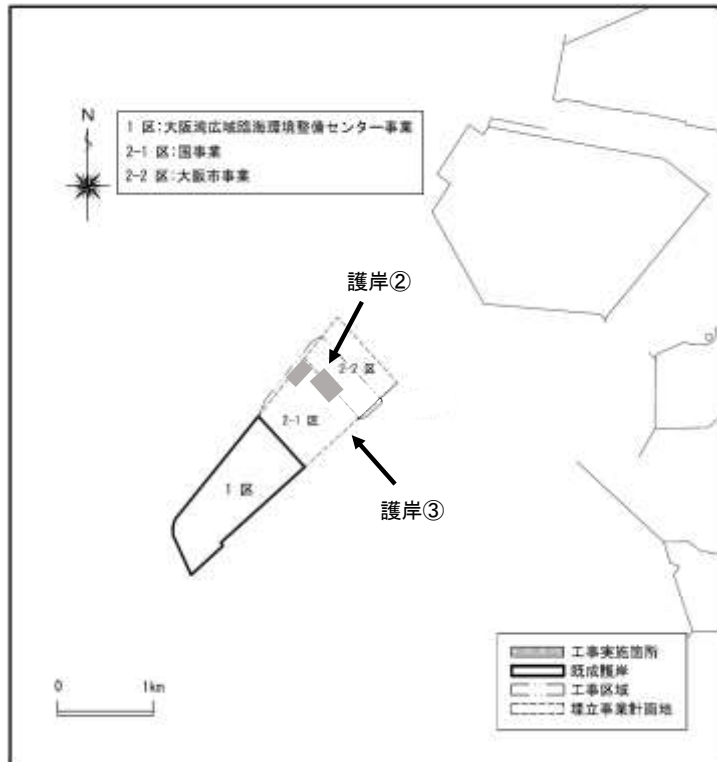 N
1 区:大阪湾広域臨海環境整備センター事業
2-1 区:国事業
2-2 区:大阪市事業
護岸②
2-2 区
2-1 区
1 区
護岸③
工事実施箇所
既成護岸
工事区域
埋立事業計画地
0 1km